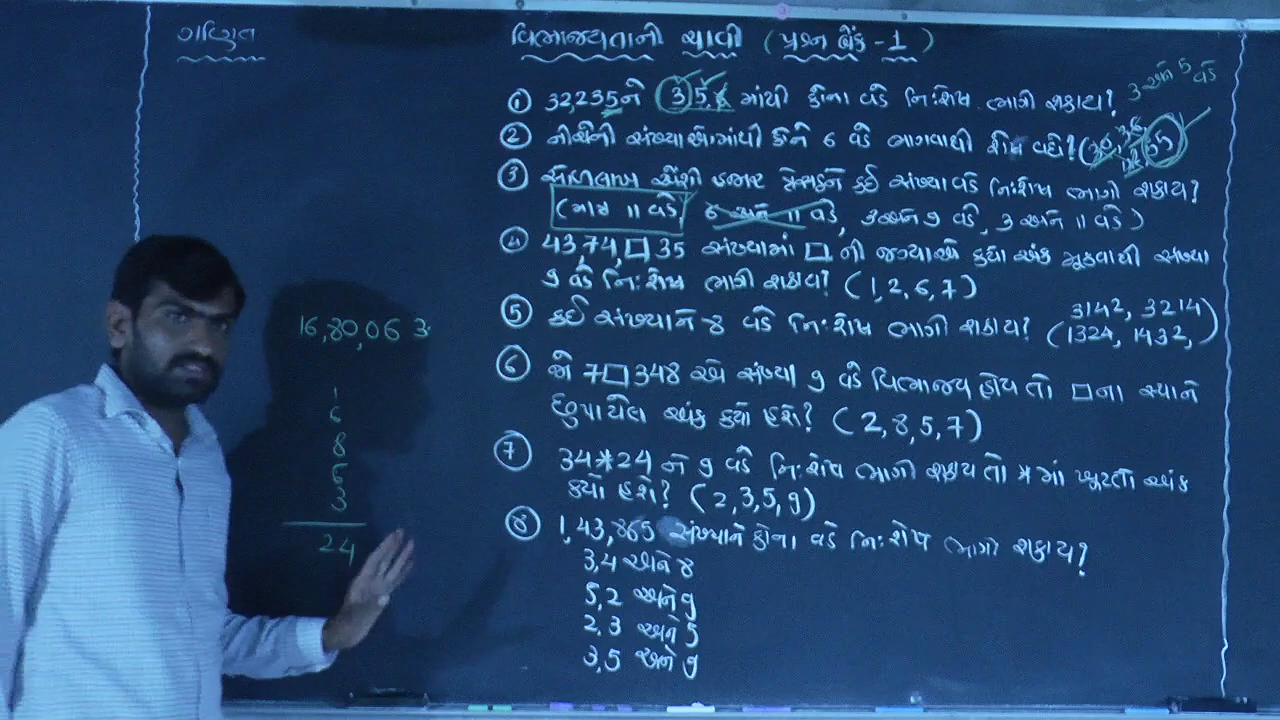 ગણિત
વિભાજ્યતાની ચાવી (પ્રશ્ન બેંક - 1)
① 32,235ને ③ 5, 6 માંથી કોના વડે નિઃશેષ ભાગી શકાય? 3 અને 5 વડે
② નીચેની સંખ્યાઓમાંથી કોને 6 વડે ભાગવાથી શેષ વધે? (30, 36, 12, 55)
③ વડે નિઃશેષ ભાગી શકાય?
(માત્ર 11 વડે, 6 અને 11 વડે, 3 અને 9 વડે, 3 અને 11 વડે)
④ 43,74,□35 સંખ્યામાં □ ની જગ્યાએ કયો અંક મૂકવાથી સંખ્યા
9 વડે નિઃશેષ ભાગી શકાય? (1,2,6,7)
⑤ કઈ સંખ્યાને 8 વડે નિઃશેષ ભાગી શકાય? (3142, 3214
1324, 1432,)
⑥ જો 7□348 એ સંખ્યા 9 વડે વિભાજ્ય હોય તો □ના સ્થાને
છુપાયેલ અંક કયો હશે? (2,8,5,7)
⑦ 34*24 ને 9 વડે નિઃશેષ ભાગી શકાય તો * માં ખૂટતો અંક
કયો હશે? (2,3,5,9)
⑧ 1,43,865 સંખ્યાને કોના વડે નિઃશેષ ભાગી શકાય?
3,4 અને 8
5,2 અને 9
2,3 અને 5
3,5 અને 9
16,80,063
1
6
8
6
3
24